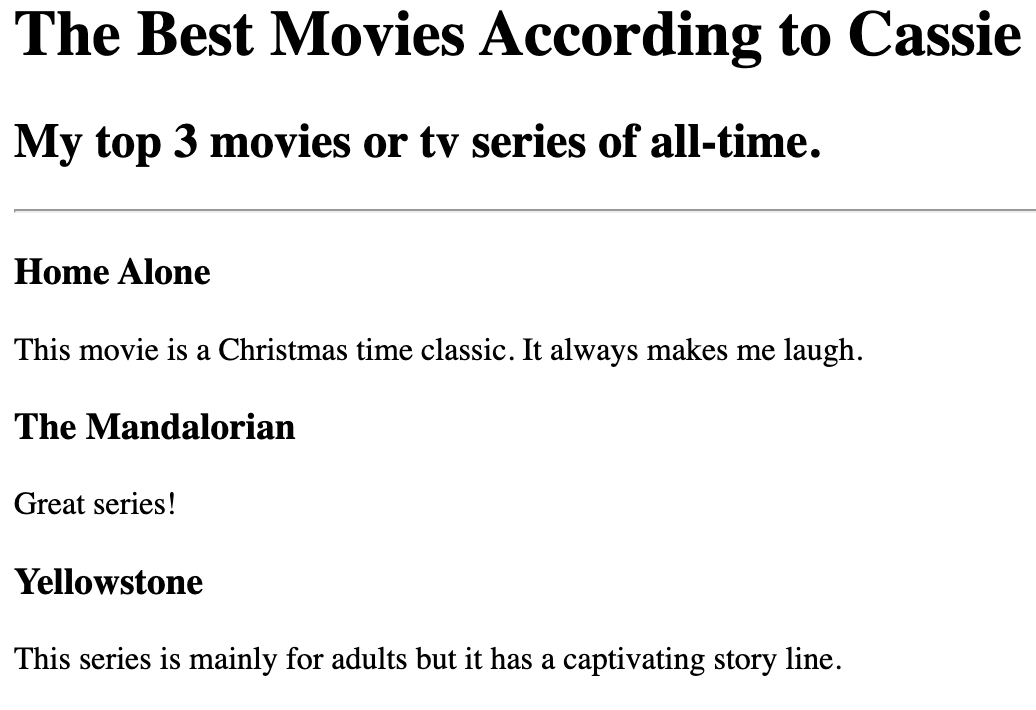 The Best Movies According to Cassie
My top 3 movies or tv series of all-time.
Home Alone
This movie is a Christmas time classic. It always makes me laugh.
The Mandalorian
Great series!
Yellowstone
This series is mainly for adults but it has a captivating story line.